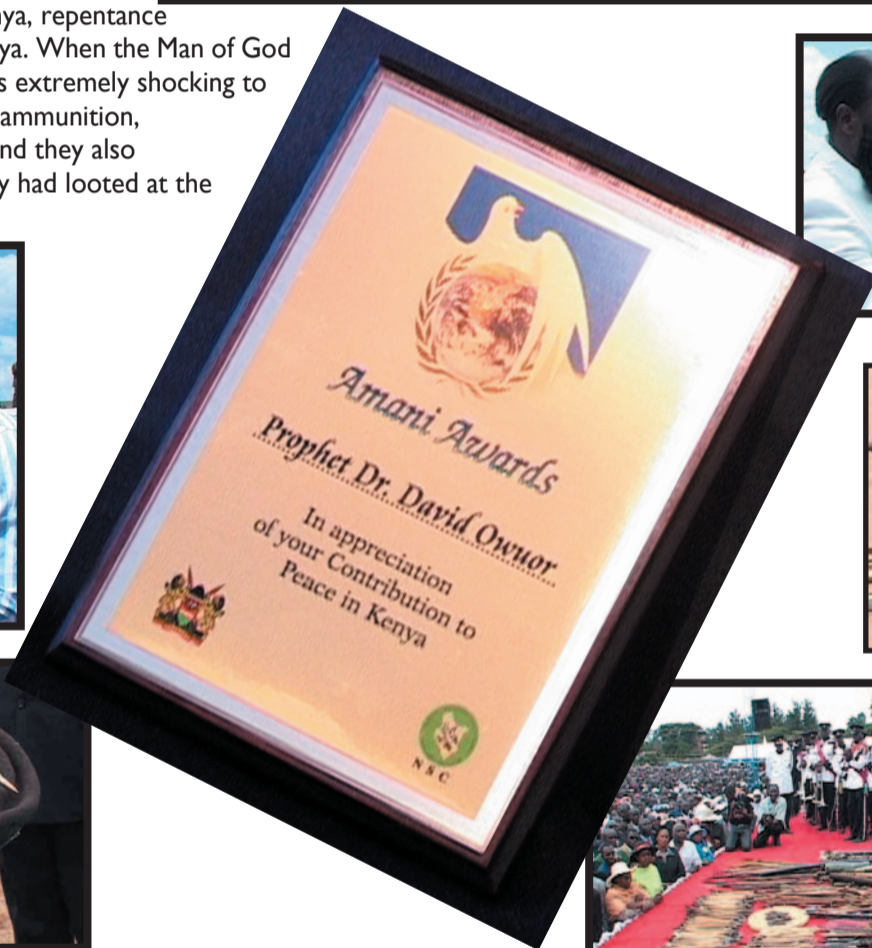 nya, repentance
ya. When the Man of God
s extremely shocking to
ammunition,
nd they also
y had looted at the
Amani Awards
Prophet Dr. David Owuor
In appreciation
of your Contribution to
Peace in Kenya
NSC